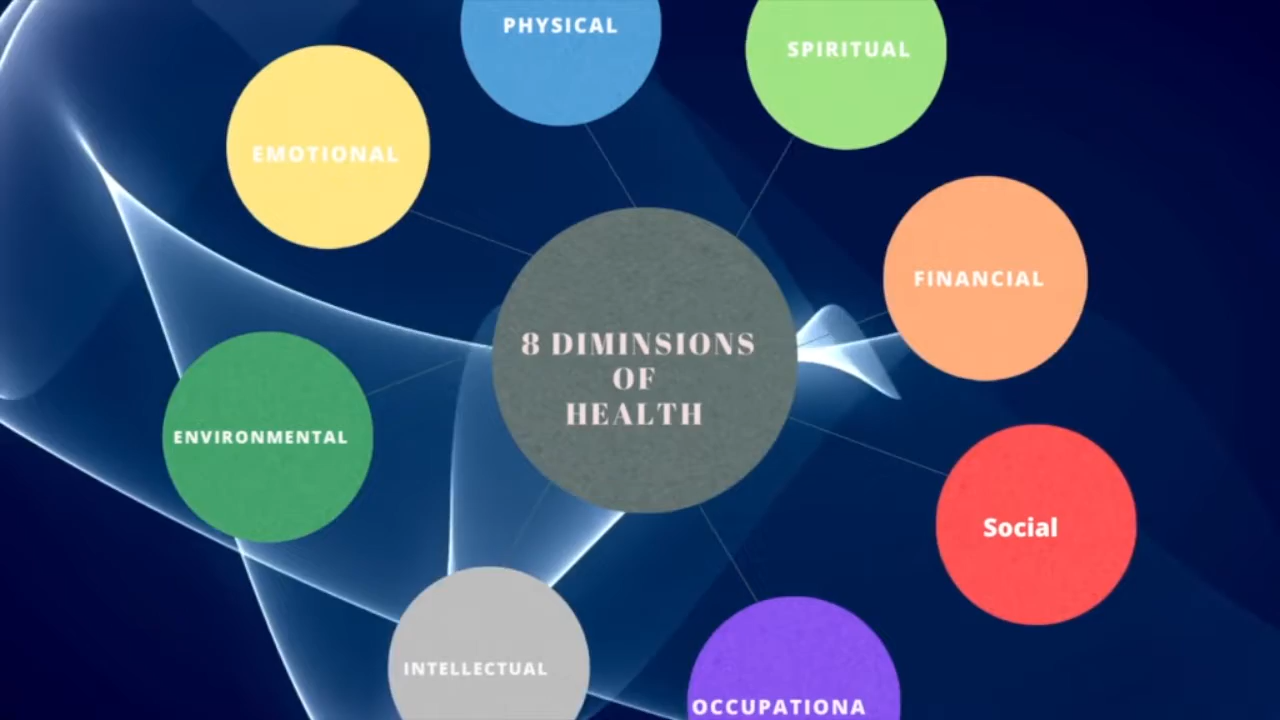 PHYSICAL
SPIRITUAL
EMOTIONAL
FINANCIAL
8 DIMINSIONS
OF
HEALTH
ENVIRONMENTAL
Social
INTELLECTUAL
OCCUPATIONA